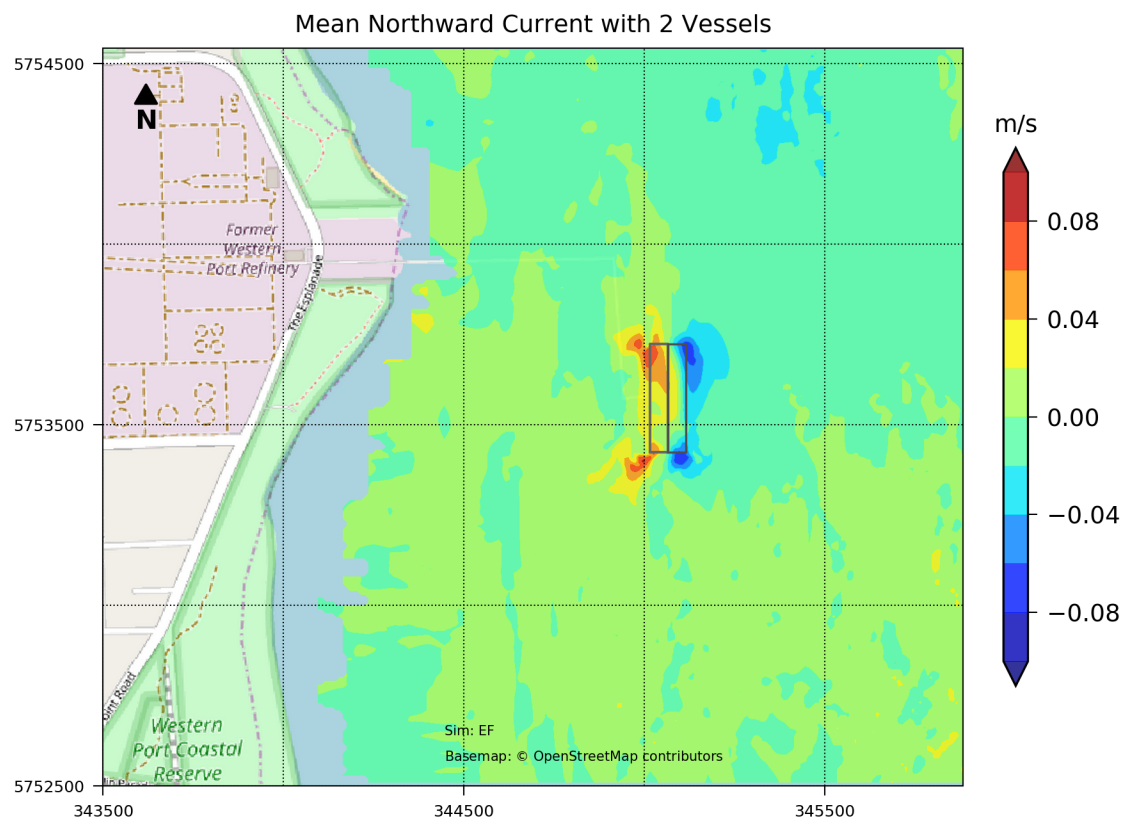 Mean Northward Current with 2 Vessels
5754500
N
m/s
0.08
Former
Western
Port Refinery
The Esplanade
0.04
5753500
0.00
−0.04
−0.08
Road
Western
Port Coastal
Reserve
Sim: EF
Basemap: © OpenStreetMap contributors
5752500
343500
344500
345500